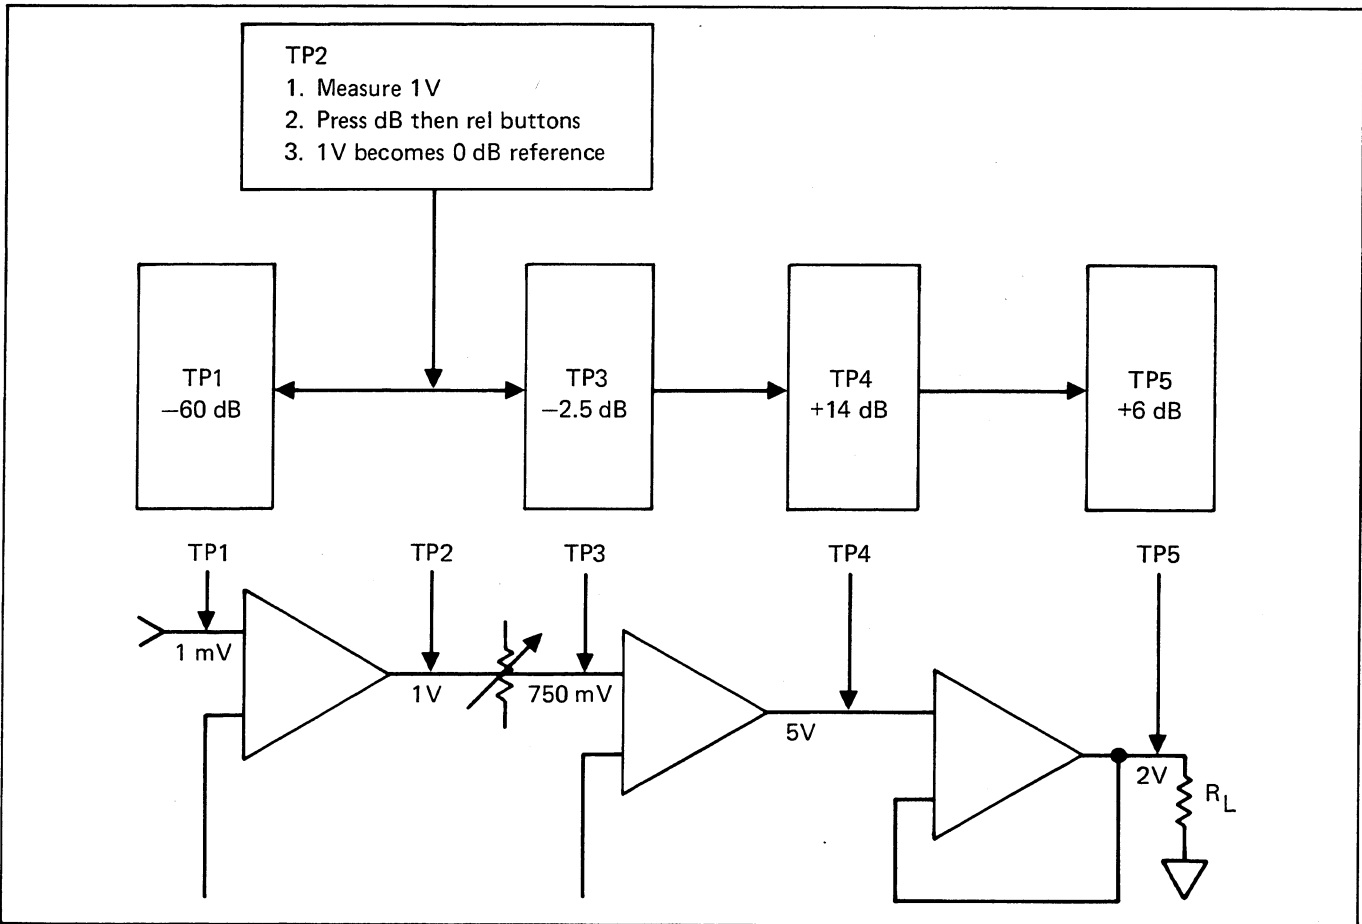 TP2
1. Measure 1V
2. Press dB then rel buttons
3. 1V becomes 0 dB reference
TP1
—60 dB
TP3
—2.5 dB
TP4
+14 dB
TP5
+6 dB
TP1
TP2
TP3
TP4
TP5
1 mV
1V
750 mV
5V
2V
RL